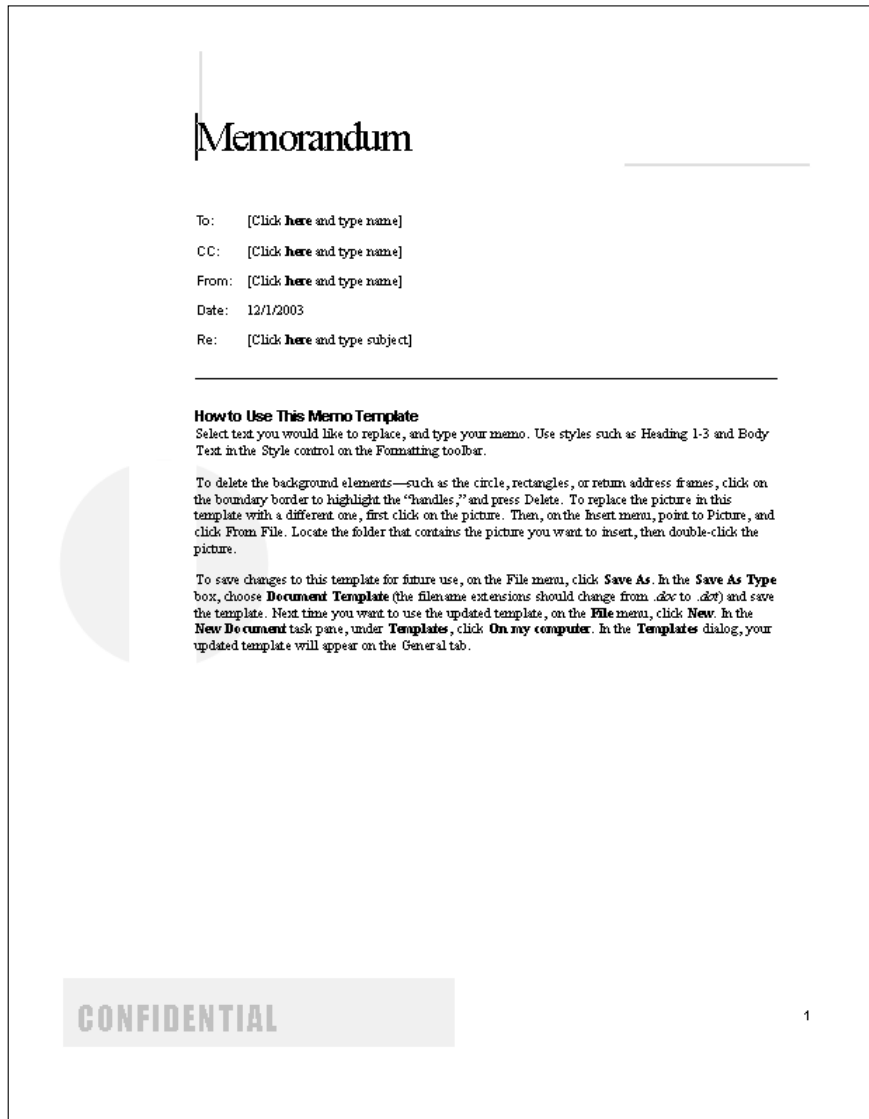 Memorandum
To: [Click here and type name]
CC: [Click here and type name]
From: [Click here and type name]
Date: 12/1/2003
Re: [Click here and type subject]
How to Use This Memo Template
Select text you would like to replace, and type your memo. Use styles such as Heading 1-3 and Body
Text in the Style control on the Formatting toolbar.
To delete the background elements—such as the circle, rectangles, or return address frames, click on
the boundary border to highlight the “handles,” and press Delete. To replace the picture in this
template with a different one, first click on the picture. Then, on the Insert menu, point to Picture, and
click From File. Locate the folder that contains the picture you want to insert, then double-click the
picture.
To save changes to this template for future use, on the File menu, click Save As. In the Save As Type
box, choose Document Template (the filename extensions should change from .doc to .dot) and save
the template. Next time you want to use the updated template, on the File menu, click New. In the
New Document task pane, under Templates, click On my computer. In the Templates dialog, your
updated template will appear on the General tab.
CONFIDENTIAL
1